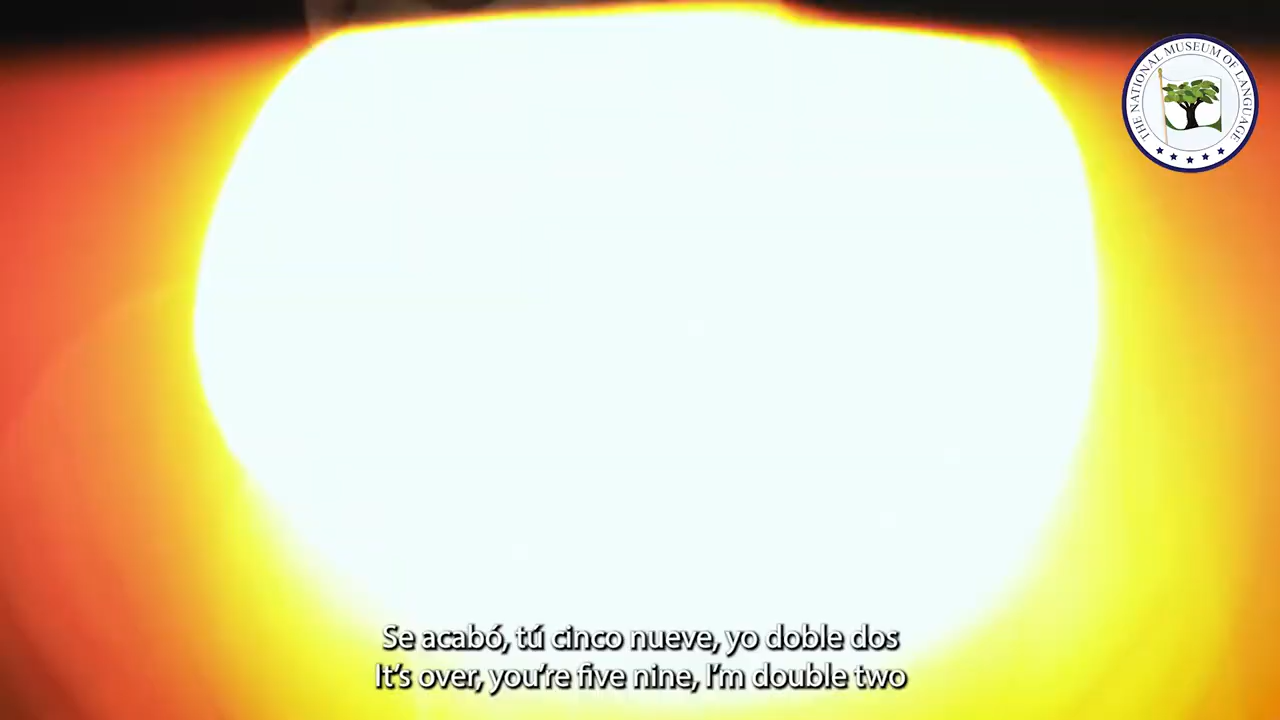 THE NATIONAL MUSEUM OF LANGUAGE
Se acabó, tú cinco nueve, yo doble dos
It's over, you're five nine, I'm double two